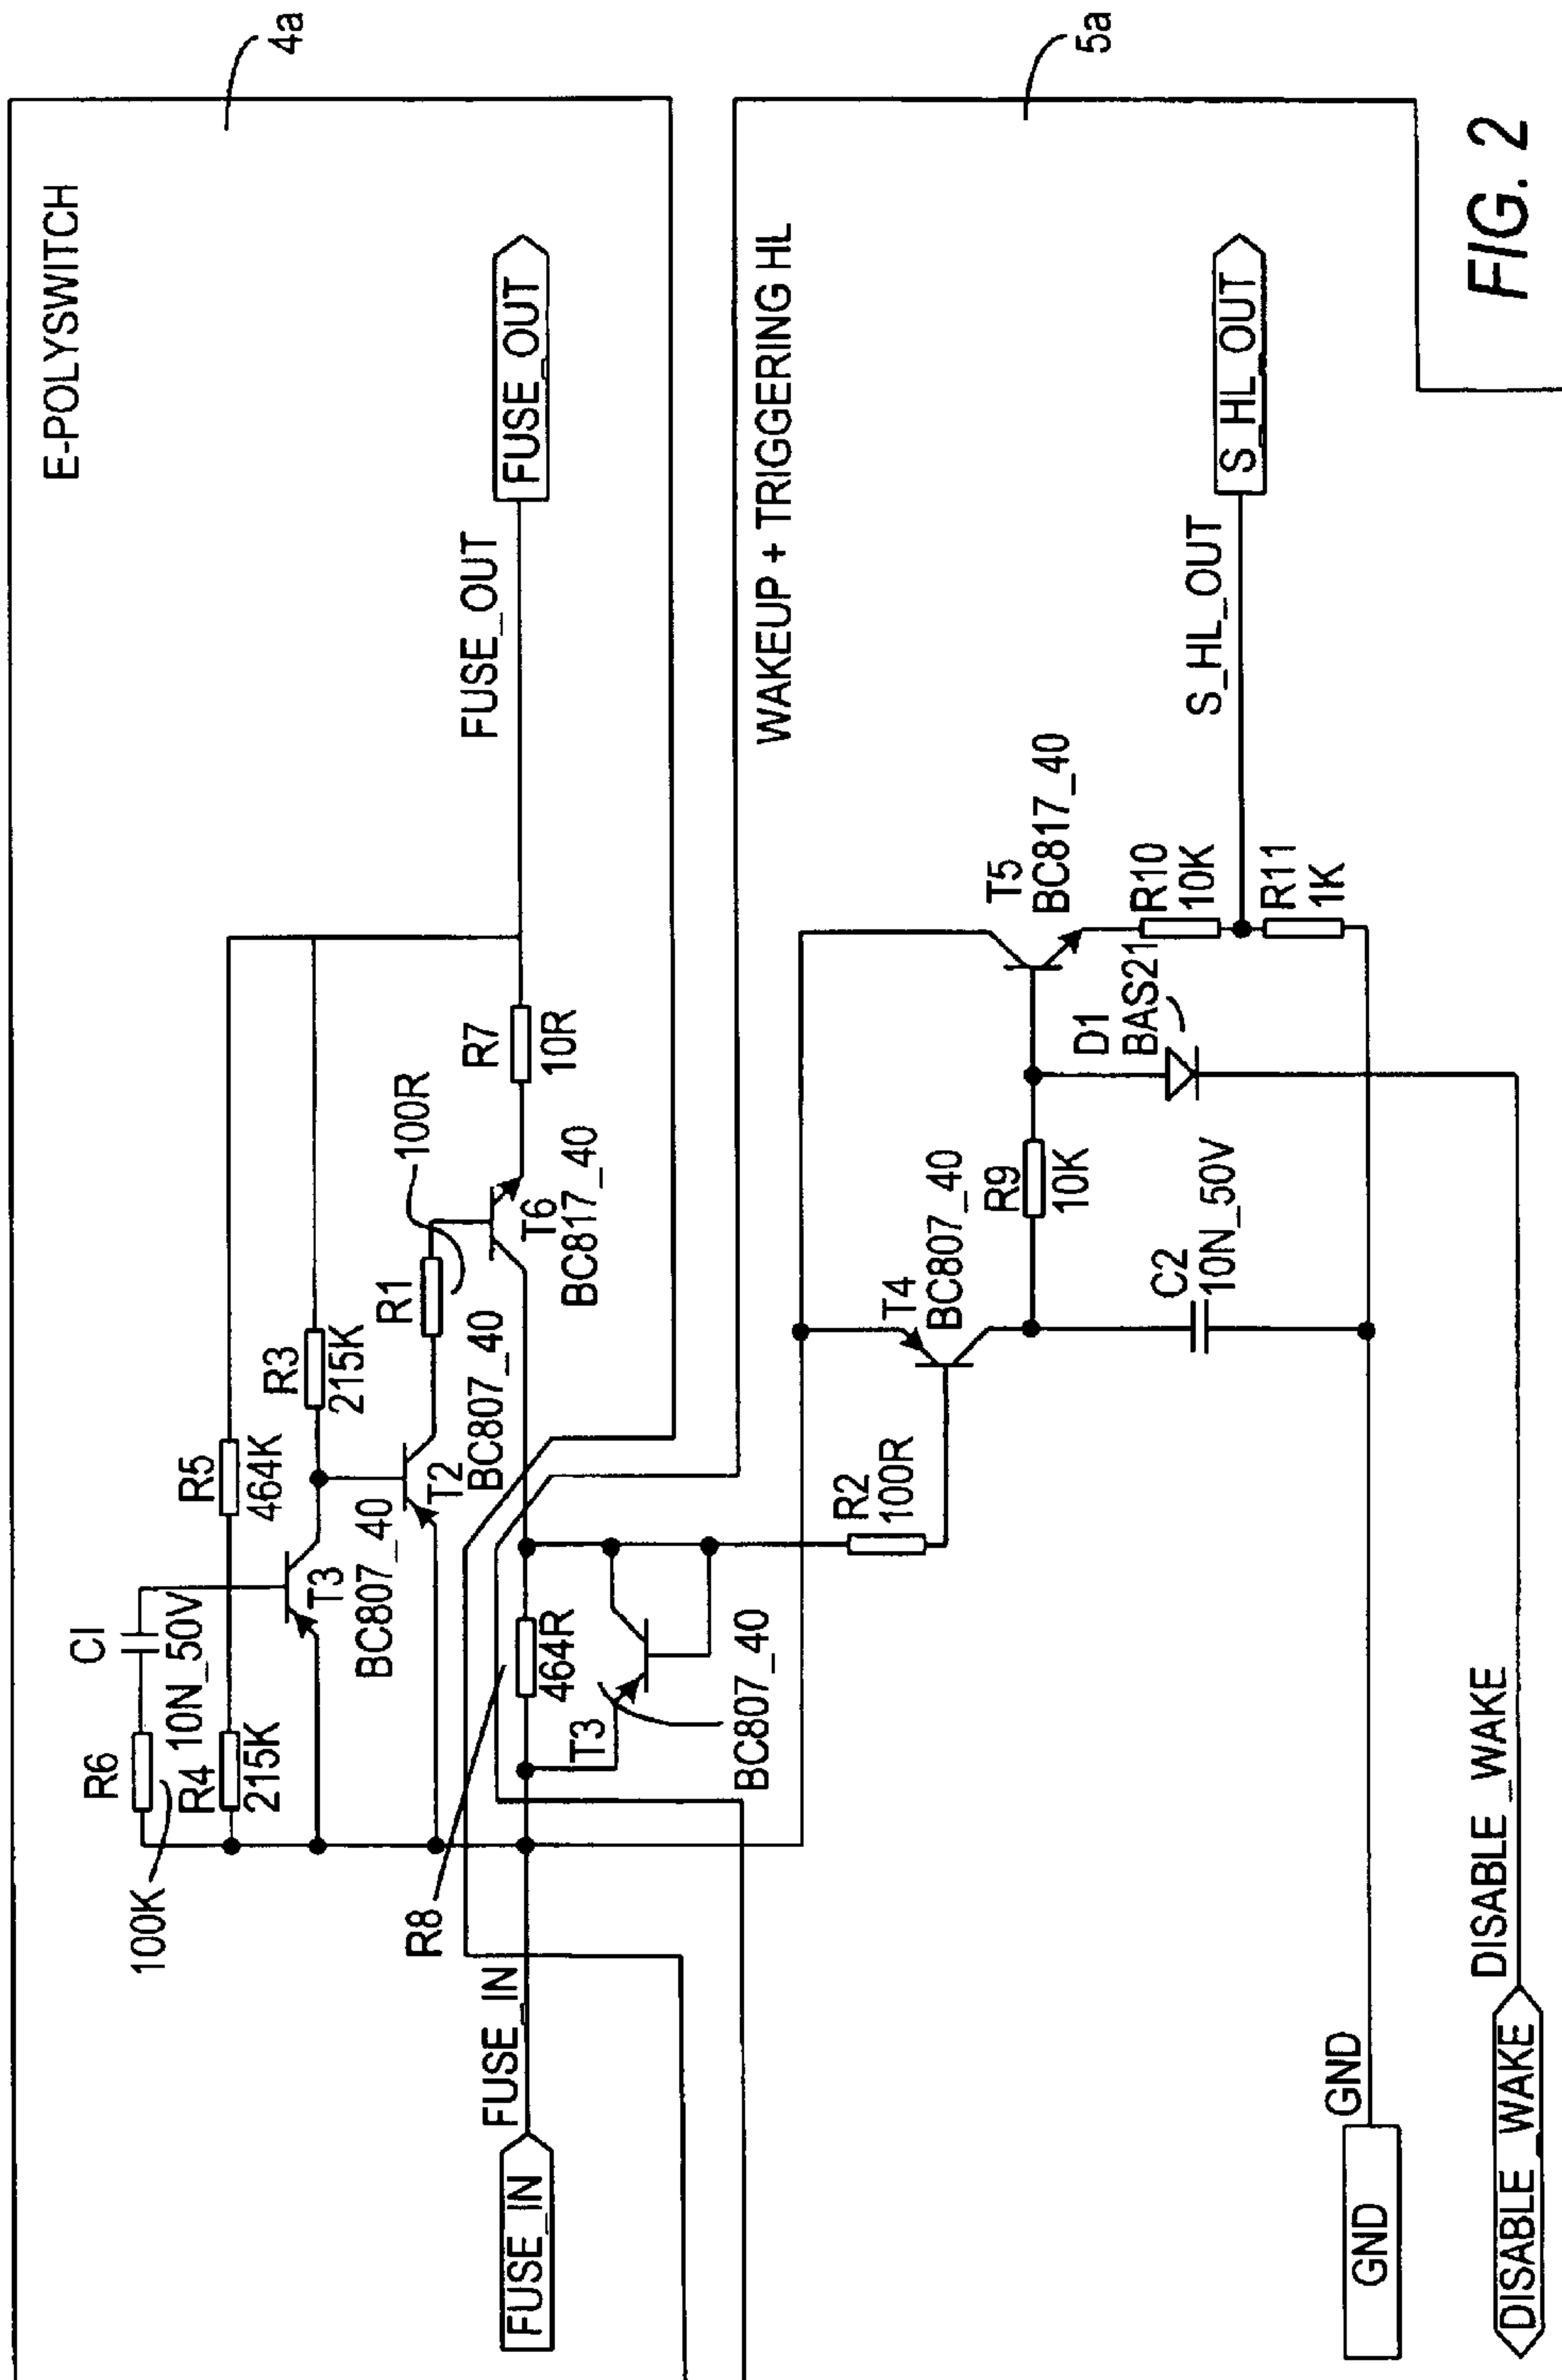 4a
E-POLYSWITCH
R6
100K
C1
10N_50V
R4
215K
R5
464K
T3
BC807_40
R3
215K
T2
BC807_40
R1
100R
T6
BC817_40
R7
10R
FUSE_OUT
FUSE_OUT
FUSE_IN
FUSE_IN
R8
464R
T3
BC807_40
5a
WAKEUP + TRIGGERING HL
R2
100R
T4
BC807_40
R9
10K
C2
10N_50V
D1
BAS21
T5
BC817_40
R10
10K
R11
1K
S_HL_OUT
S_HL_OUT
GND
GND
DISABLE_WAKE
DISABLE_WAKE
FIG. 2